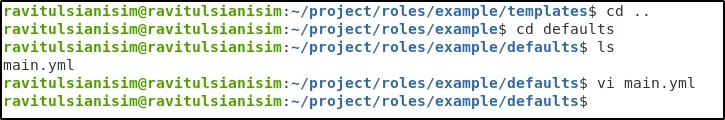 ravitulsianisim@ravitulsianisim:~/project/roles/example/templates$ cd ..
ravitulsianisim@ravitulsianisim:~/project/roles/example$ cd defaults
ravitulsianisim@ravitulsianisim:~/project/roles/example/defaults$ ls
main.yml
ravitulsianisim@ravitulsianisim:~/project/roles/example/defaults$ vi main.yml
ravitulsianisim@ravitulsianisim:~/project/roles/example/defaults$